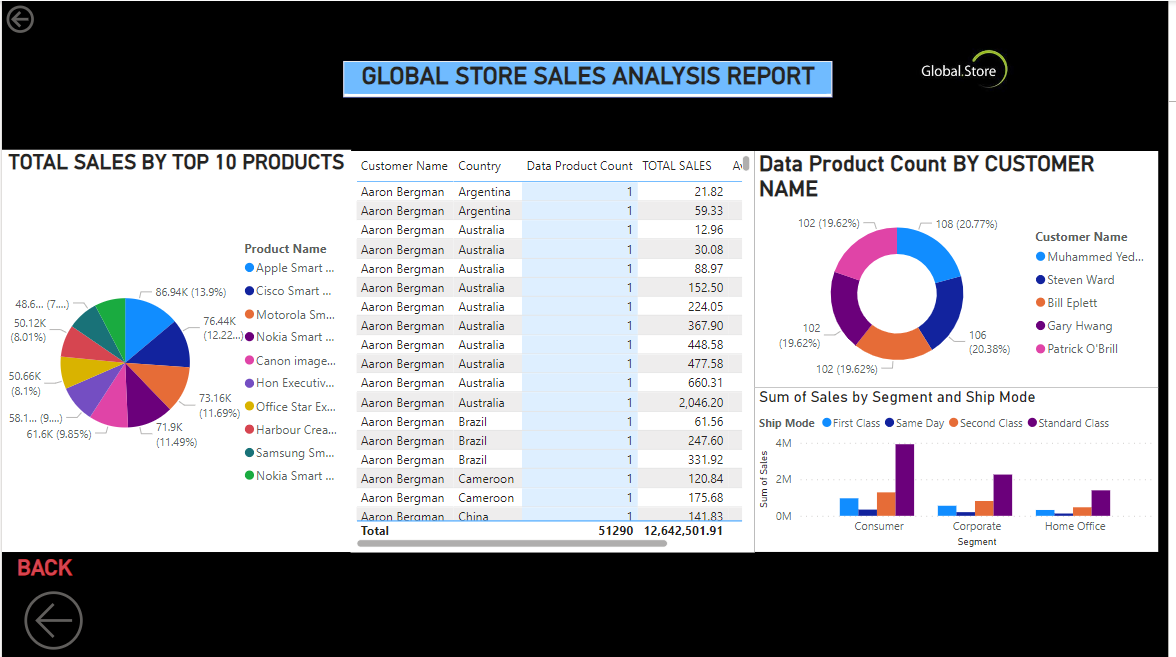 GLOBAL STORE SALES ANALYSIS REPORT
Global.Store
TOTAL SALES BY TOP 10 PRODUCTS
Product Name
Apple Smart ...
Cisco Smart ...
Motorola Sm...
Nokia Smart ...
Canon image...
Hon Executiv...
Office Star Ex...
Harbour Crea...
Samsung Sm...
Nokia Smart ...
86.94K (13.9%)
76.44K
(12.22...)
73.16K
(11.69%)
71.9K
(11.49%)
61.6K (9.85%)
58.1... (9....)
50.66K
(8.1%)
50.12K
(8.01%)
48.6... (7....)
Customer Name Country Data Product Count TOTAL SALES
Aaron Bergman Argentina 1 21.82
Aaron Bergman Argentina 1 59.33
Aaron Bergman Australia 1 12.96
Aaron Bergman Australia 1 30.08
Aaron Bergman Australia 1 88.97
Aaron Bergman Australia 1 152.50
Aaron Bergman Australia 1 224.05
Aaron Bergman Australia 1 367.90
Aaron Bergman Australia 1 448.58
Aaron Bergman Australia 1 477.58
Aaron Bergman Australia 1 660.31
Aaron Bergman Australia 1 2,046.20
Aaron Bergman Brazil 1 61.56
Aaron Bergman Brazil 1 247.60
Aaron Bergman Brazil 1 331.92
Aaron Bergman Cameroon 1 120.84
Aaron Bergman Cameroon 1 175.68
Aaron Bergman China 1 141.83
Total 51290 12,642,501.91
Data Product Count BY CUSTOMER
NAME
102 (19.62%)
108 (20.77%)
102
(19.62%)
106
(20.38%)
102 (19.62%)
Customer Name
Muhammed Yed...
Steven Ward
Bill Eplett
Gary Hwang
Patrick O'Brill
Sum of Sales by Segment and Ship Mode
Ship Mode First Class Same Day Second Class Standard Class
Sum of Sales
4M
2M
0M
Consumer Corporate Home Office
Segment
BACK